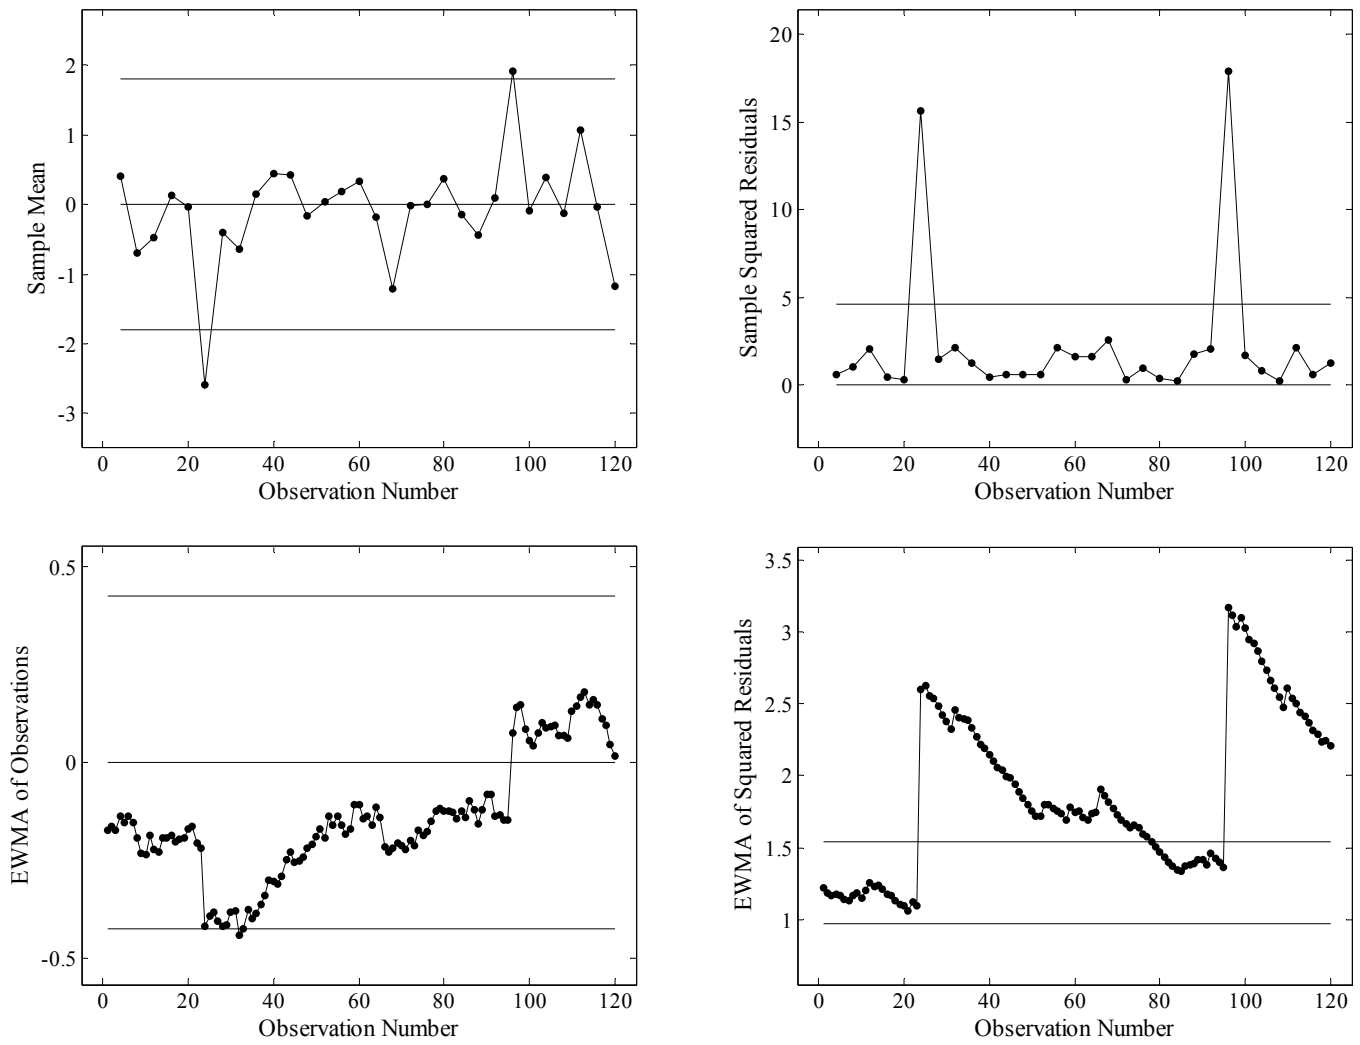 2
1
0
-1
-2
-3
Sample Mean
0 20 40 60 80 100 120
Observation Number
20
15
10
5
0
Sample Squared Residuals
0 20 40 60 80 100 120
Observation Number
0.5
0
-0.5
EWMA of Observations
0 20 40 60 80 100 120
Observation Number
3.5
3
2.5
2
1.5
1
EWMA of Squared Residuals
0 20 40 60 80 100 120
Observation Number